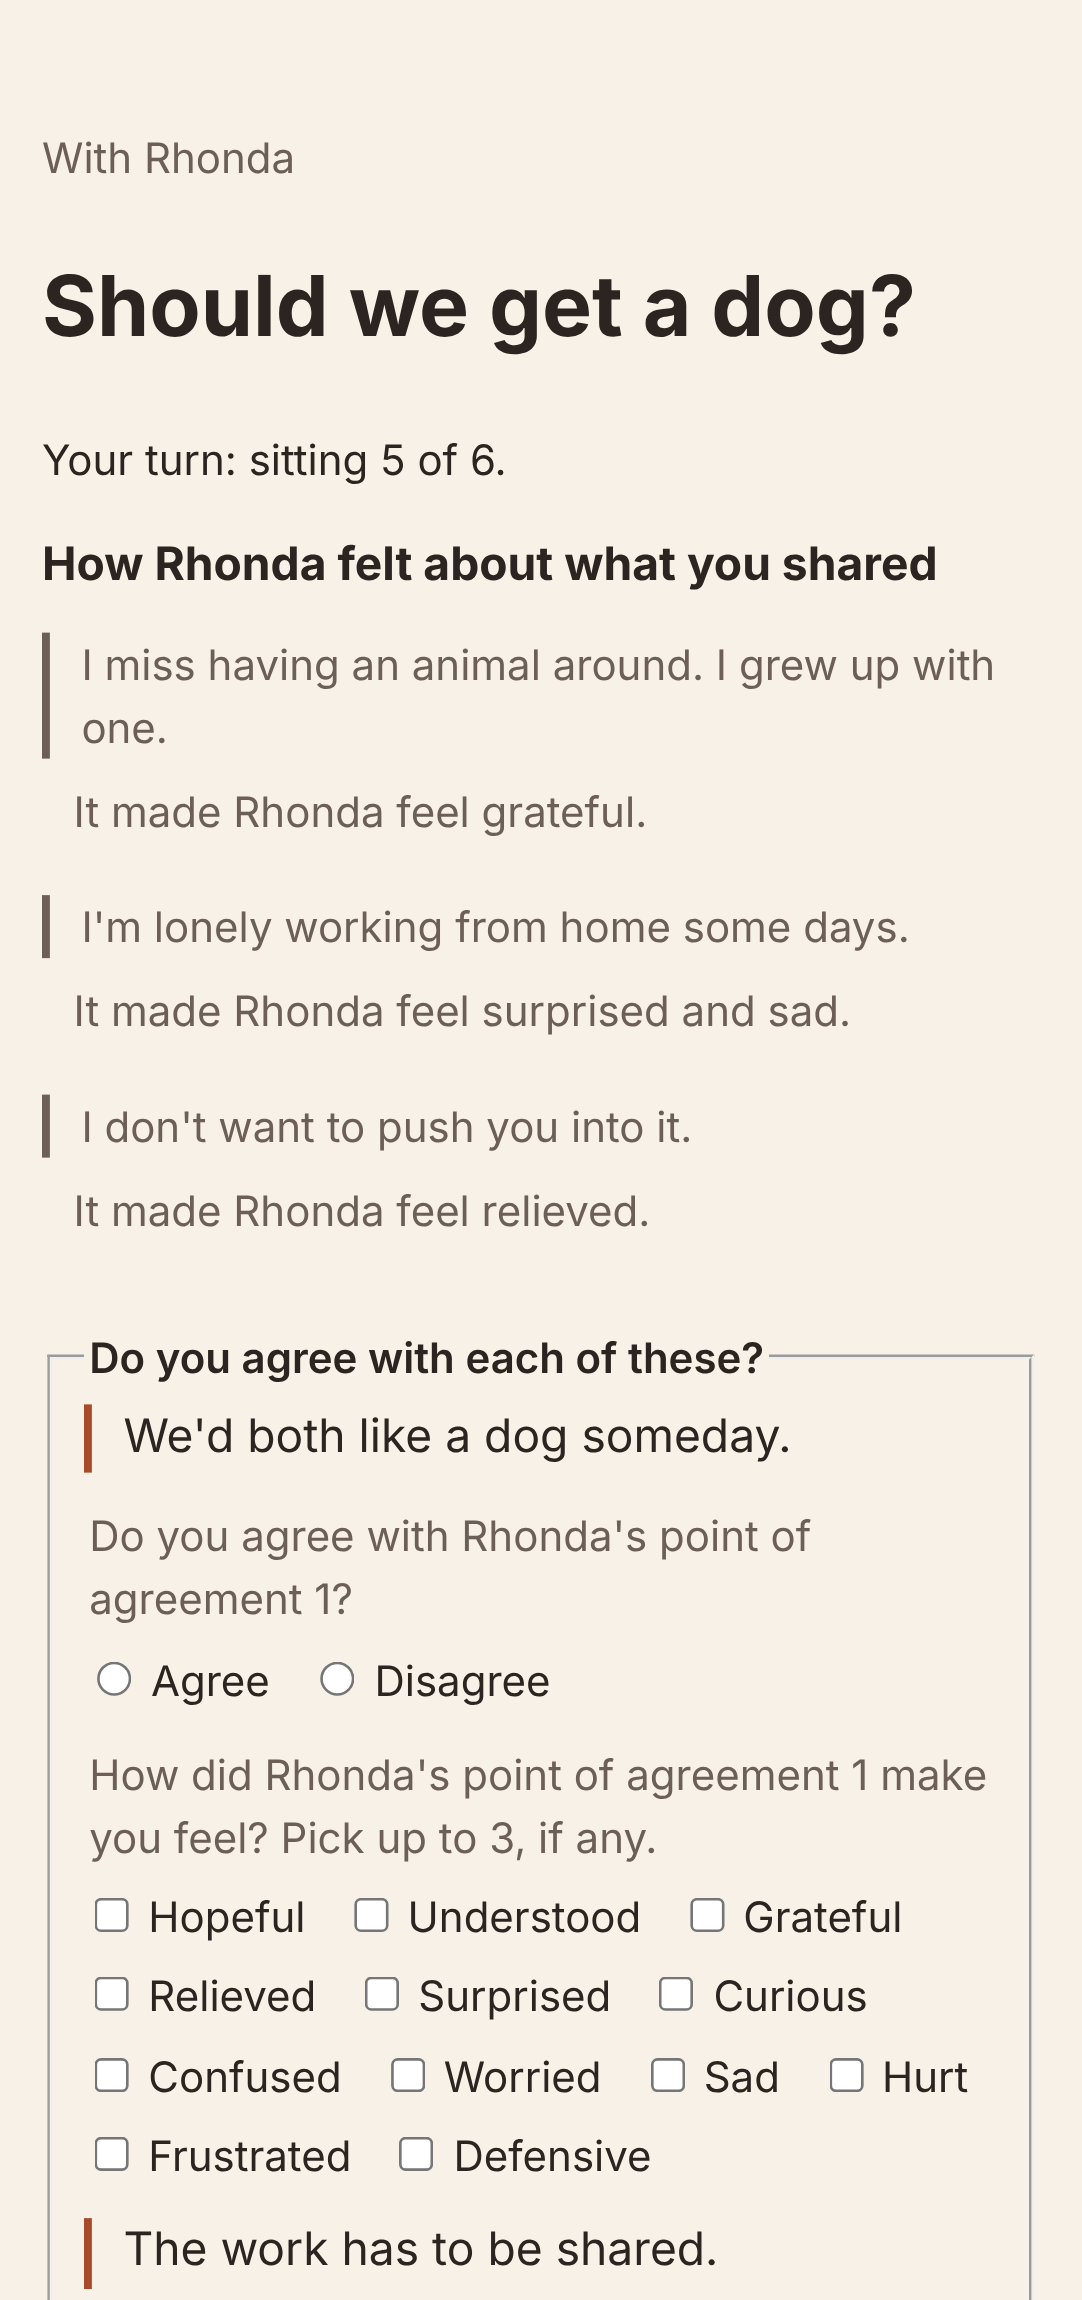 With Rhonda
Should we get a dog?
Your turn: sitting 5 of 6.
How Rhonda felt about what you shared
I miss having an animal around. I grew up with
one.
It made Rhonda feel grateful.
I'm lonely working from home some days.
It made Rhonda feel surprised and sad.
I don't want to push you into it.
It made Rhonda feel relieved.
Do you agree with each of these?
We'd both like a dog someday.
Do you agree with Rhonda's point of
agreement 1?
Agree Disagree
How did Rhonda's point of agreement 1 make
you feel? Pick up to 3, if any.
Hopeful Understood Grateful
Relieved Surprised Curious
Confused Worried Sad Hurt
Frustrated Defensive
The work has to be shared.